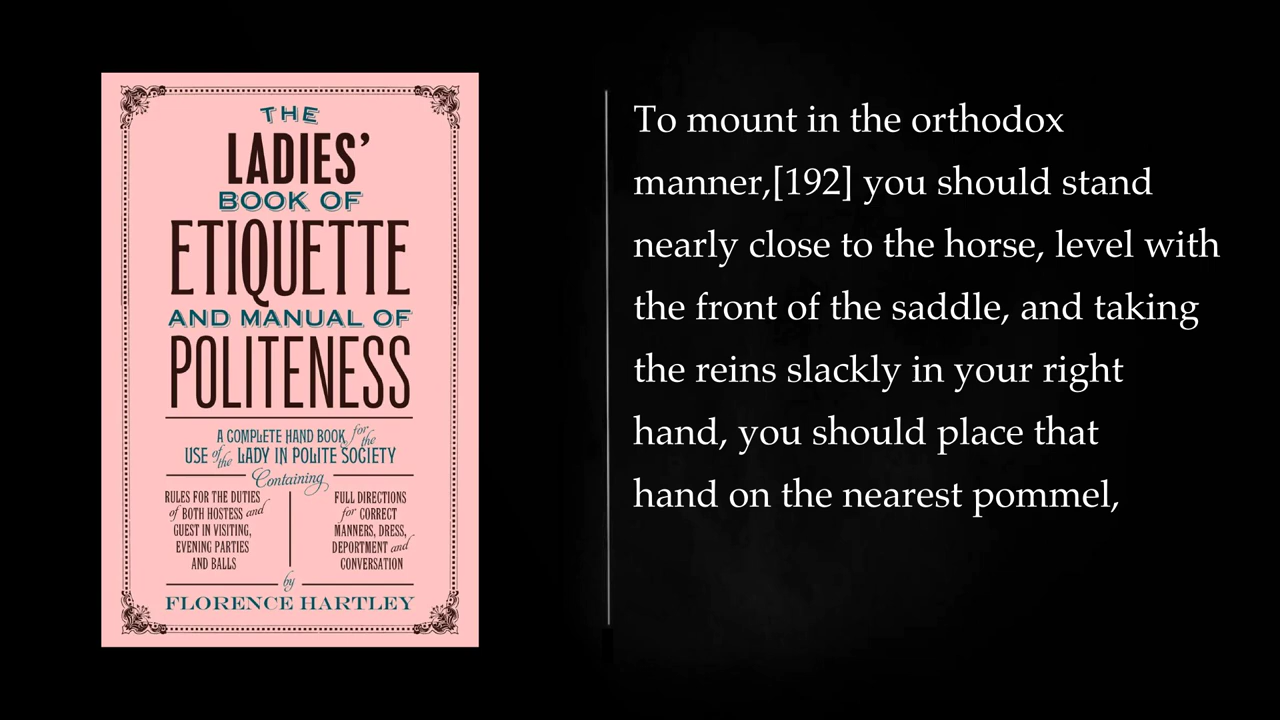 THE
LADIES’
BOOK OF
ETIQUETTE
AND MANUAL OF
POLITENESS
A COMPLETE HAND BOOK for the
USE of the LADY IN POLITE SOCIETY
Containing
RULES FOR THE DUTIES
of BOTH HOSTESS and
GUEST IN VISITING,
EVENING PARTIES
AND BALLS
FULL DIRECTIONS
for CORRECT
MANNERS, DRESS,
DEPORTMENT and
CONVERSATION
by
FLORENCE HARTLEY
To mount in the orthodox
manner,[192] you should stand
nearly close to the horse, level with
the front of the saddle, and taking
the reins slackly in your right
hand, you should place that
hand on the nearest pommel,